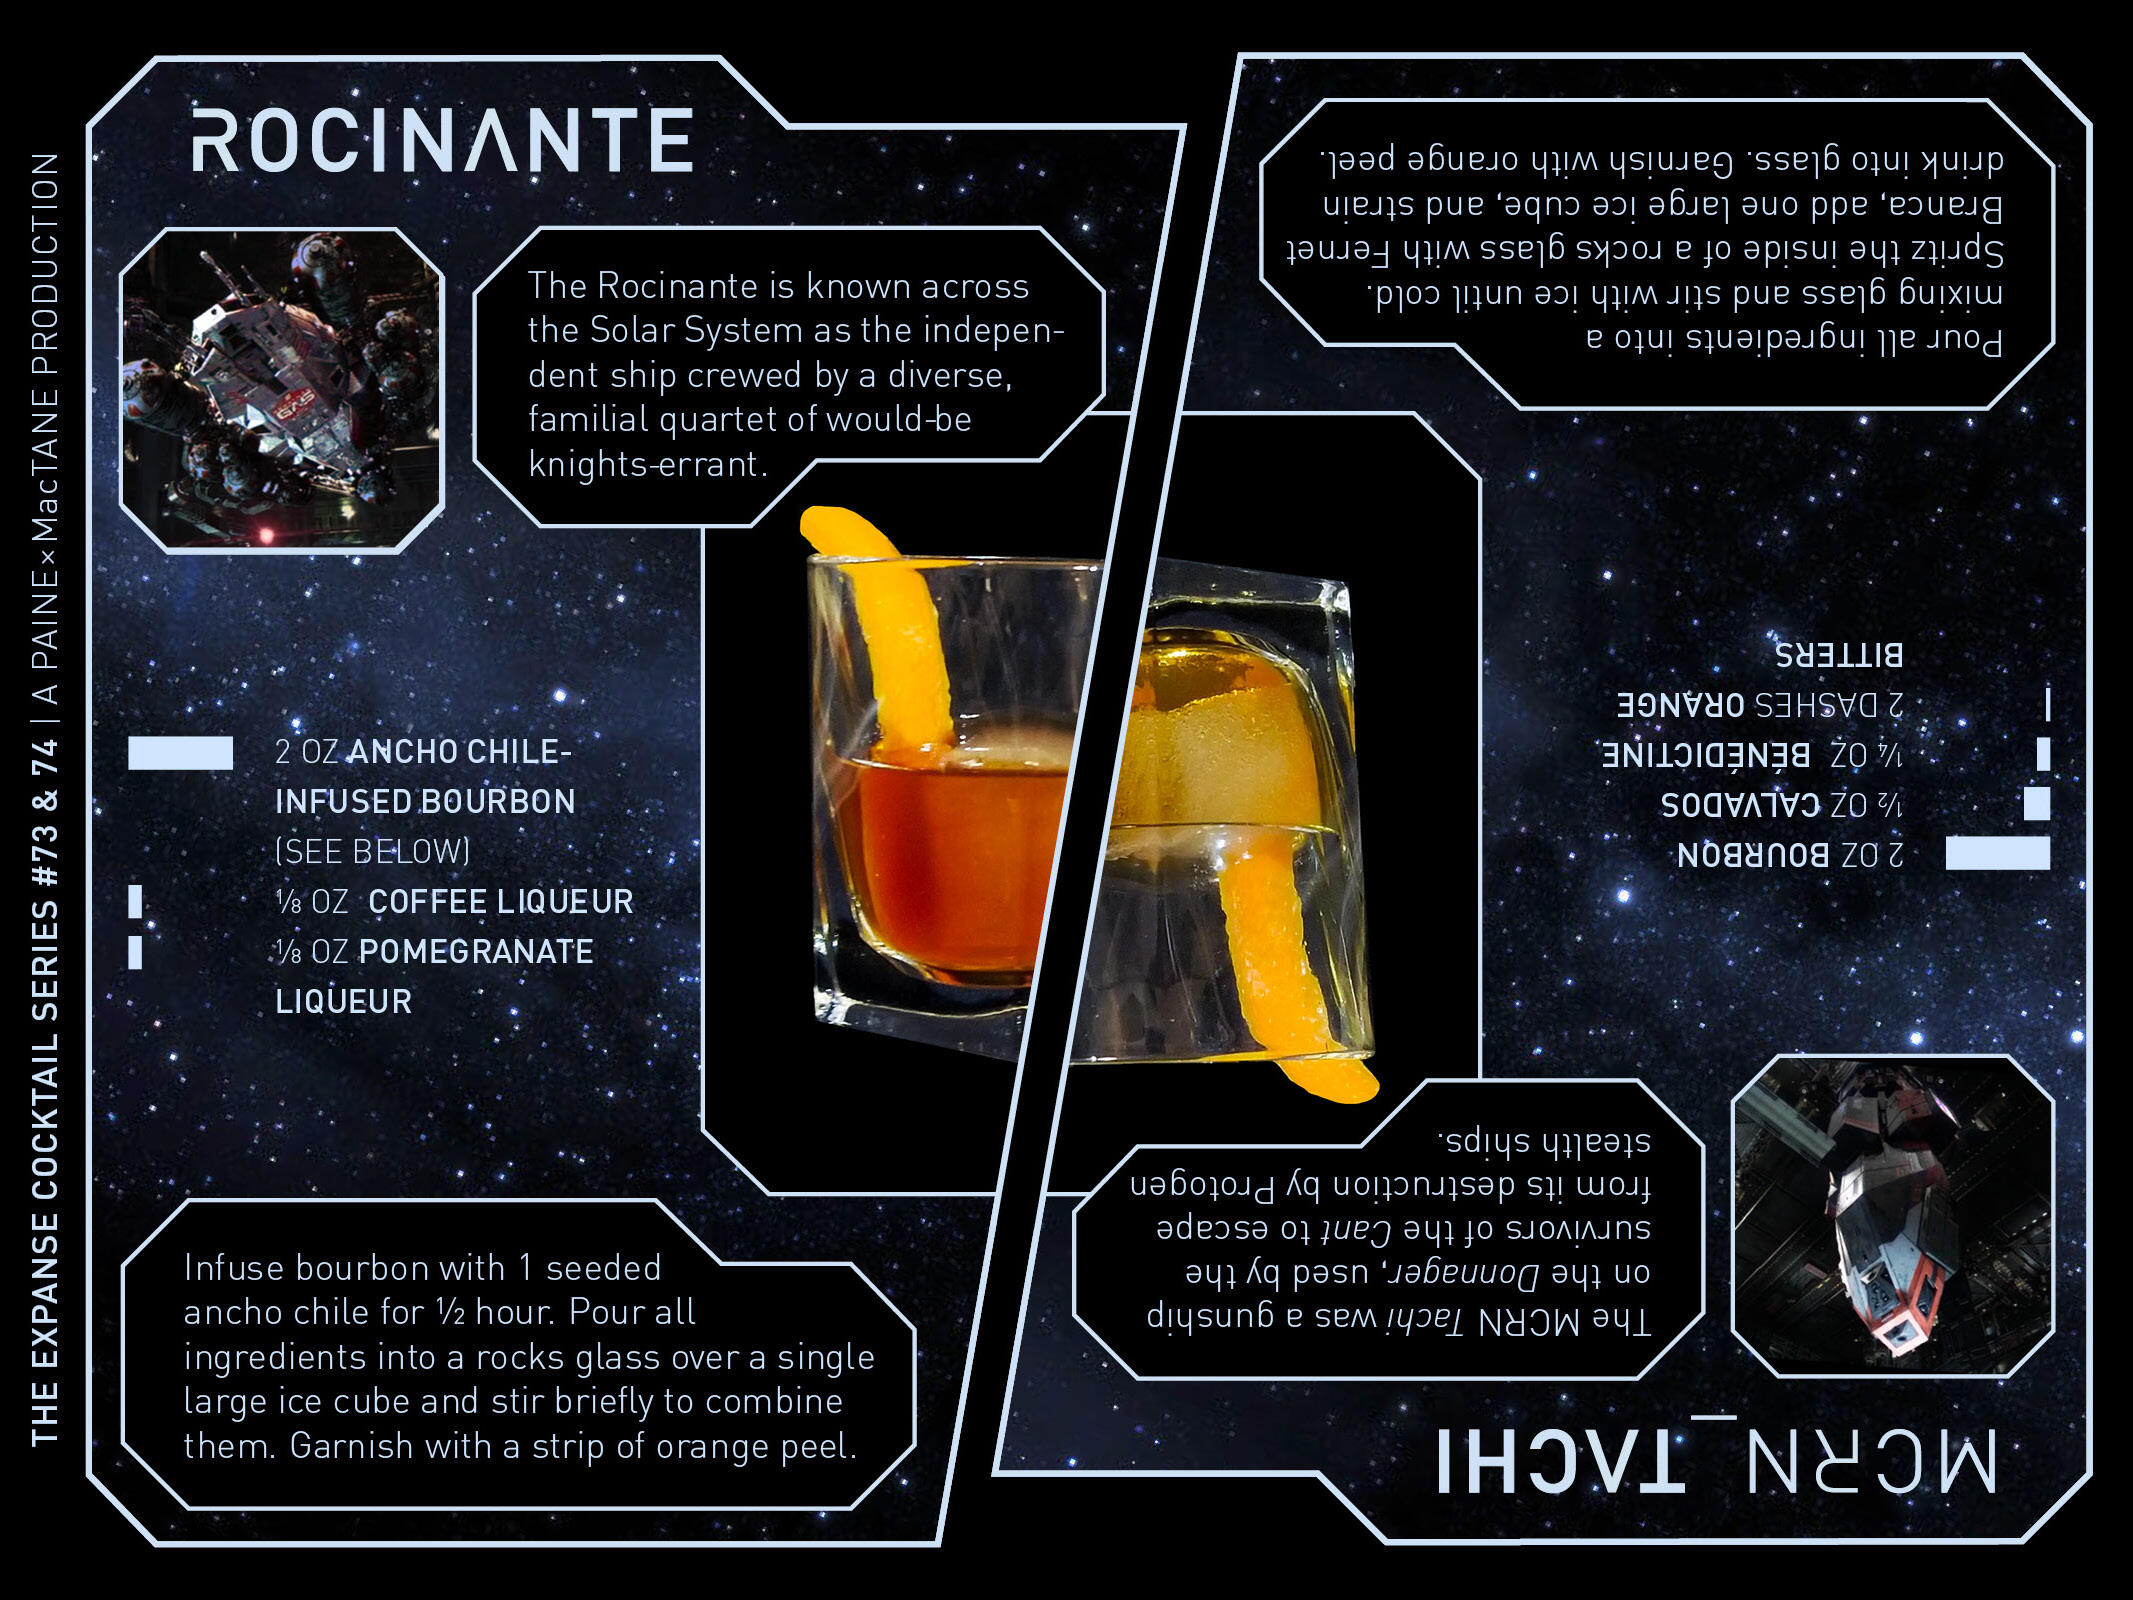 THE EXPANSE COCKTAIL SERIES #73 & 74 | A PAINE×MacTANE PRODUCTION
ROCINANTE
The Rocinante is known across
the Solar System as the indepen-
dent ship crewed by a diverse,
familial quartet of would-be
knights-errant.
2 OZ ANCHO CHILE-
INFUSED BOURBON
(SEE BELOW)
⅛ OZ COFFEE LIQUEUR
⅛ OZ POMEGRANATE
LIQUEUR
Infuse bourbon with 1 seeded
ancho chile for ½ hour. Pour all
ingredients into a rocks glass over a single
large ice cube and stir briefly to combine
them. Garnish with a strip of orange peel.
MCRN_TACHI
The MCRN Tachi was a gunship
on the Donnager, used by the
survivors of the Cant to escape
from its destruction by Protogen
stealth ships.
2 OZ BOURBON
½ OZ CALVADOS
¼ OZ BÉNÉDICTINE
2 DASHES ORANGE
BITTERS
Pour all ingredients into a
mixing glass and stir with ice until cold.
Spritz the inside of a rocks glass with Fernet
Branca, add one large ice cube, and strain
drink into glass. Garnish with orange peel.